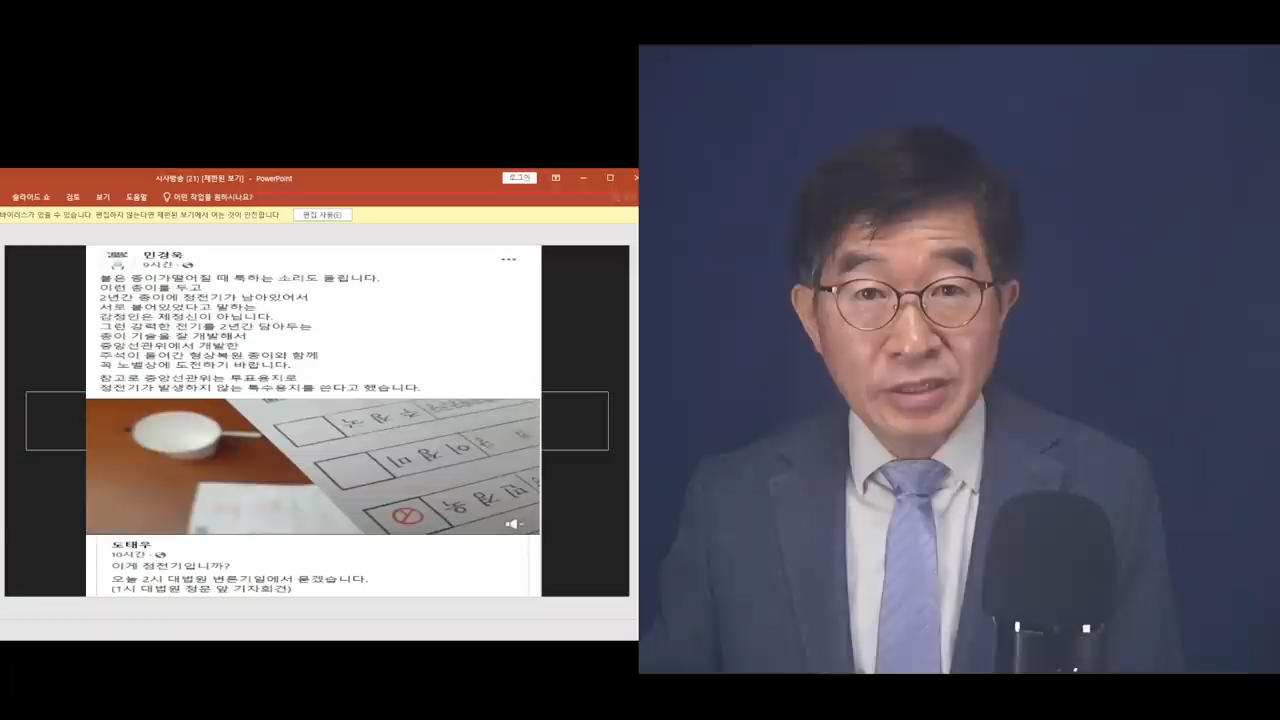 시사방송 (21) [제한된 보기] - PowerPoint
로그인
슬라이드 쇼 검토 보기 도움말 어떤 작업을 원하시나요?
바이러스가 있을 수 있습니다. 편집하지 않는다면 제한된 보기에서 여는 것이 안전합니다.
편집 사용(E)
민경욱
9시간 ·
붙은 종이가떨어질 때 툭하는 소리도 들립니다.
이런 종이를 두고
2년간 종이에 정전기가 남아있어서
서로 붙어있었다고 말하는
감정인은 제정신이 아닙니다.
그런 강력한 전기를 2년간 담아두는
종이 기술을 잘 개발해서
중앙선관위에서 개발한
주석이 들어간 형상복원 종이와 함께
꼭 노벨상에 도전하기 바랍니다.
참고로 중앙선관위는 투표용지로
정전기가 발생하지 않는 특수용지를 쓴다고 했습니다.
정 일 영
이 정 미
민 경 욱
도태우
10시간 ·
이게 정전기입니까?
오늘 2시 대법원 변론기일에서 묻겠습니다.
(1시 대법원 정문 앞 기자회견)